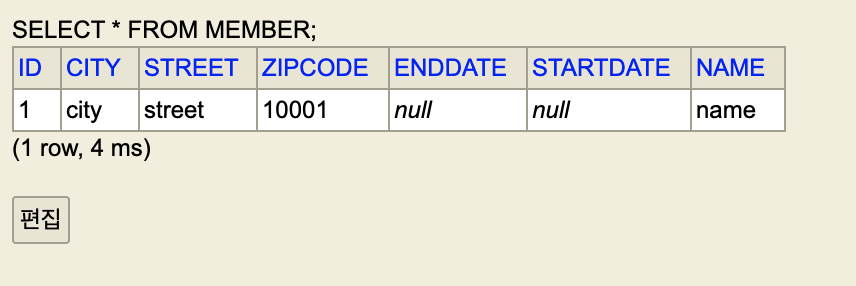 SELECT * FROM MEMBER;
ID CITY STREET ZIPCODE ENDDATE STARTDATE NAME
1 city street 10001 null null name
(1 row, 4 ms)
편집